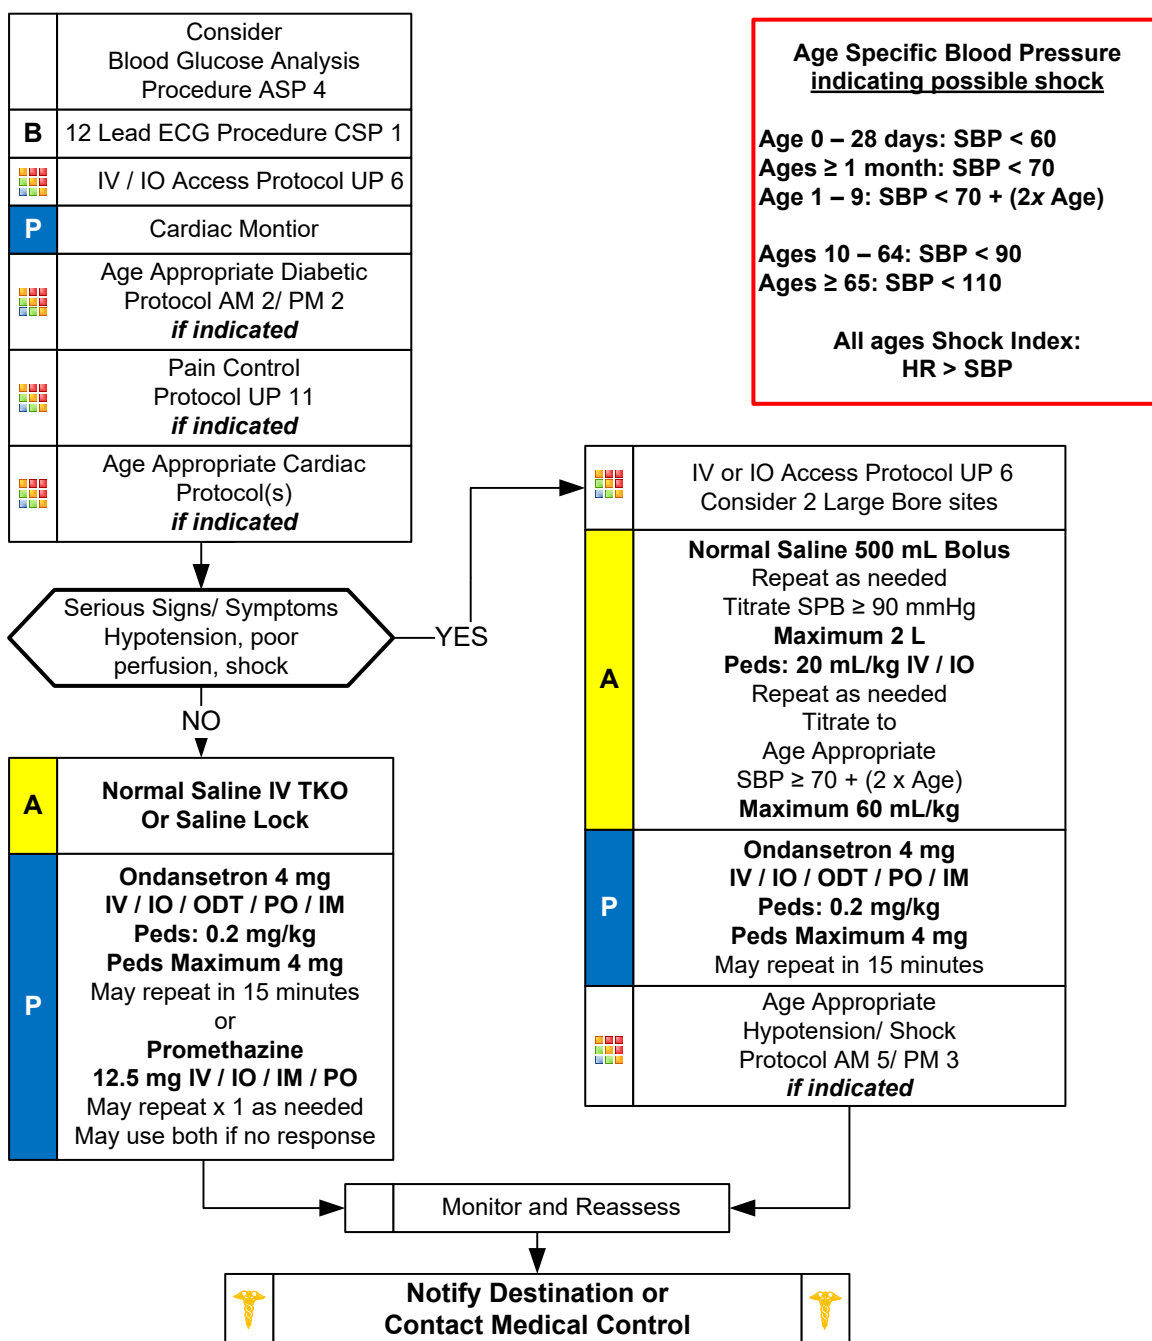 Consider
Blood Glucose Analysis
Procedure ASP 4
B
12 Lead ECG Procedure CSP 1
IV / IO Access Protocol UP 6
P
Cardiac Montior
Age Appropriate Diabetic
Protocol AM 2/ PM 2
if indicated
Pain Control
Protocol UP 11
if indicated
Age Appropriate Cardiac
Protocol(s)
if indicated
Age Specific Blood Pressure
indicating possible shock
Age 0 – 28 days: SBP < 60
Ages ≥ 1 month: SBP < 70
Age 1 – 9: SBP < 70 + (2x Age)
Ages 10 – 64: SBP < 90
Ages ≥ 65: SBP < 110
All ages Shock Index:
HR > SBP
Serious Signs/ Symptoms
Hypotension, poor
perfusion, shock
YES
NO
IV or IO Access Protocol UP 6
Consider 2 Large Bore sites
A
Normal Saline 500 mL Bolus
Repeat as needed
Titrate SPB ≥ 90 mmHg
Maximum 2 L
Peds: 20 mL/kg IV / IO
Repeat as needed
Titrate to
Age Appropriate
SBP ≥ 70 + (2 x Age)
Maximum 60 mL/kg
P
Ondansetron 4 mg
IV / IO / ODT / PO / IM
Peds: 0.2 mg/kg
Peds Maximum 4 mg
May repeat in 15 minutes
Age Appropriate
Hypotension/ Shock
Protocol AM 5/ PM 3
if indicated
A
Normal Saline IV TKO
Or Saline Lock
P
Ondansetron 4 mg
IV / IO / ODT / PO / IM
Peds: 0.2 mg/kg
Peds Maximum 4 mg
May repeat in 15 minutes
or
Promethazine
12.5 mg IV / IO / IM / PO
May repeat x 1 as needed
May use both if no response
Monitor and Reassess
Notify Destination or
Contact Medical Control